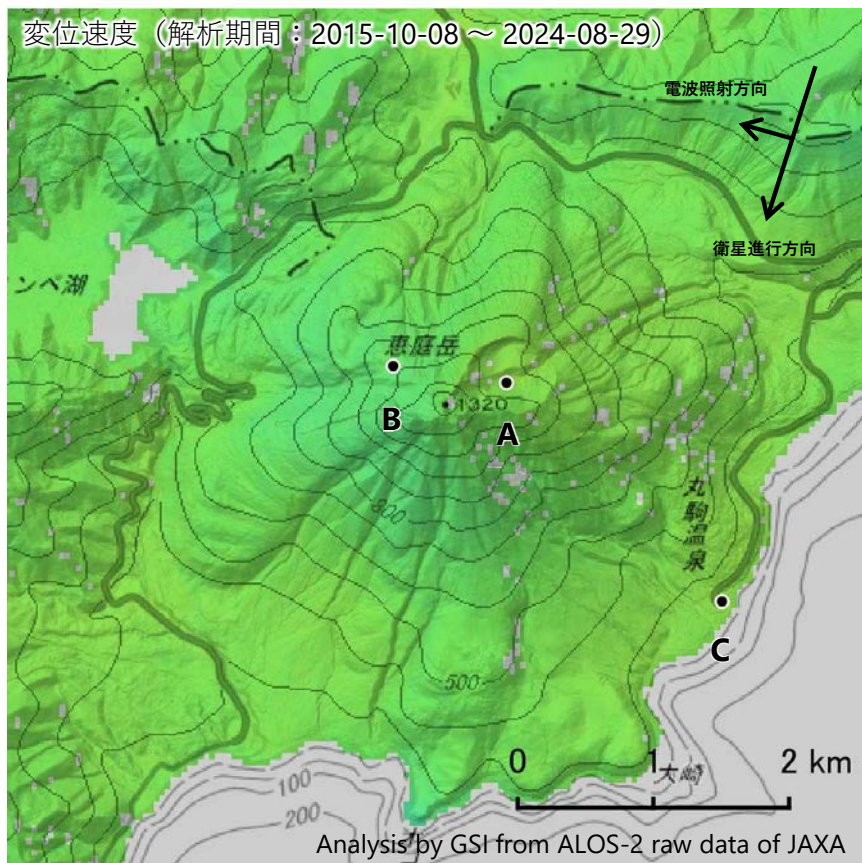 変位速度（解析期間：2015-10-08 ～ 2024-08-29）
電波照射方向
衛星進行方向
ンペ湖
恵庭岳
1320
B
A
800
丸駒温泉
C
500
0 1 2 km
大崎
100
200
Analysis by GSI from ALOS-2 raw data of JAXA